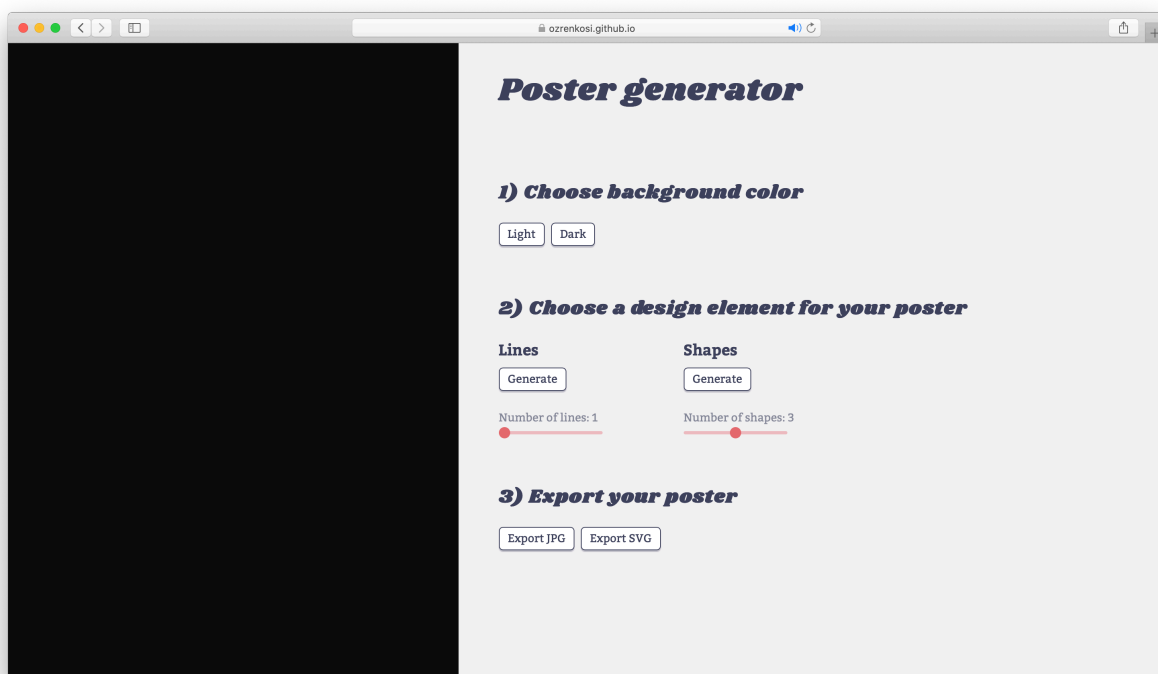 ozrenkosi.github.io
Poster generator
1) Choose background color
Light Dark
2) Choose a design element for your poster
Lines Shapes
Generate Generate
Number of lines: 1 Number of shapes: 3
3) Export your poster
Export JPG Export SVG